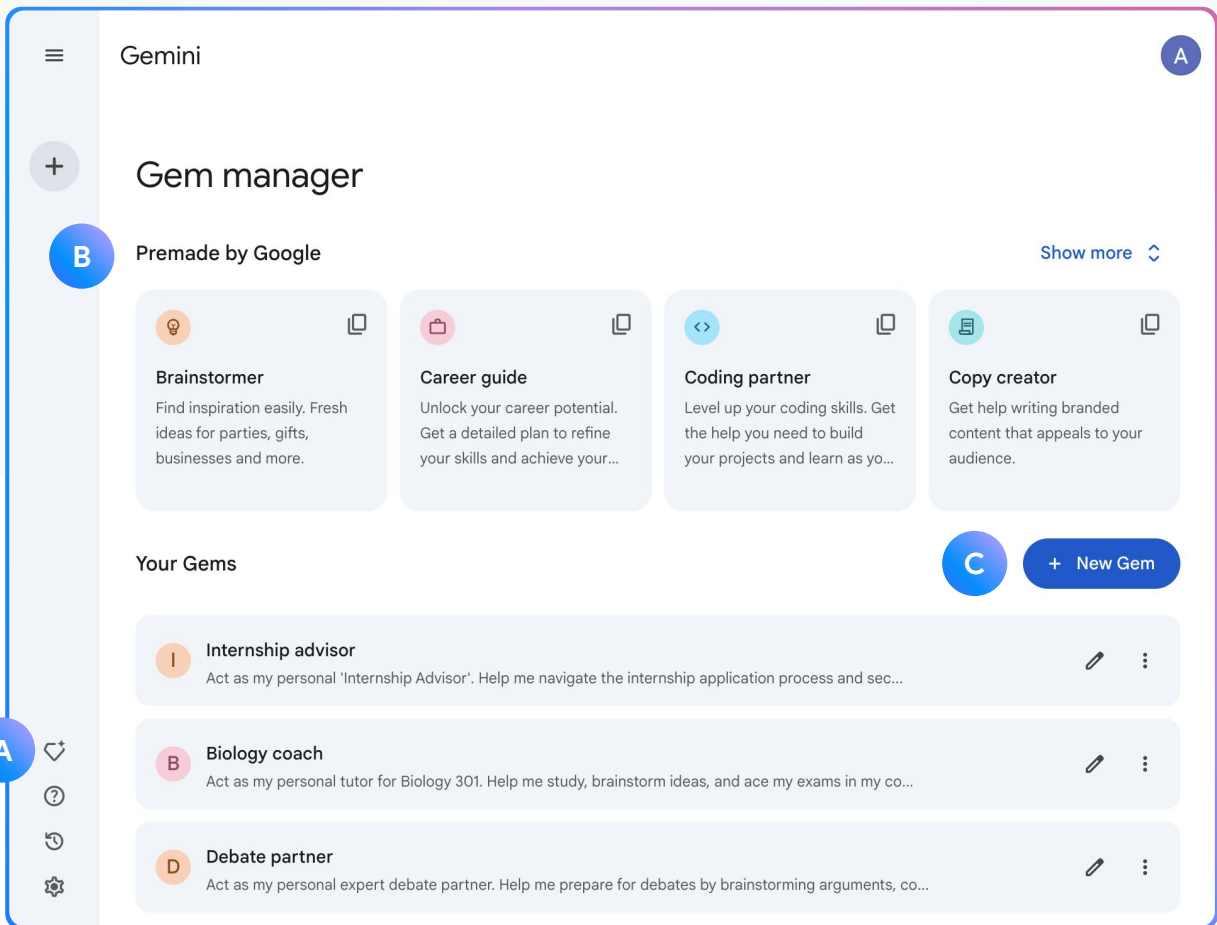 Gemini
A
Gem manager
B
Premade by Google
Show more
Brainstormer
Find inspiration easily. Fresh
ideas for parties, gifts,
businesses and more.
Career guide
Unlock your career potential.
Get a detailed plan to refine
your skills and achieve your...
Coding partner
Level up your coding skills. Get
the help you need to build
your projects and learn as yo...
Copy creator
Get help writing branded
content that appeals to your
audience.
Your Gems
C
+ New Gem
I
Internship advisor
Act as my personal 'Internship Advisor'. Help me navigate the internship application process and sec...
B
Biology coach
Act as my personal tutor for Biology 301. Help me study, brainstorm ideas, and ace my exams in my co...
A
D
Debate partner
Act as my personal expert debate partner. Help me prepare for debates by brainstorming arguments, co...